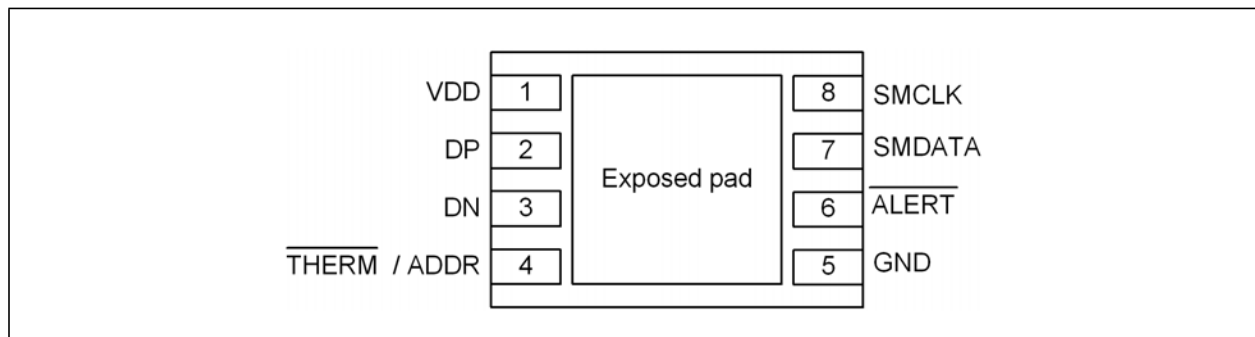 VDD 1
DP 2
DN 3
THERM / ADDR 4
Exposed pad
8 SMCLK
7 SMDATA
6 ALERT
5 GND